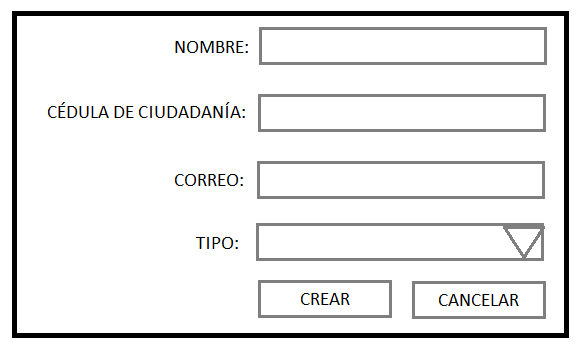 NOMBRE:
CÉDULA DE CIUDADANÍA:
CORREO:
TIPO:
CREAR
CANCELAR